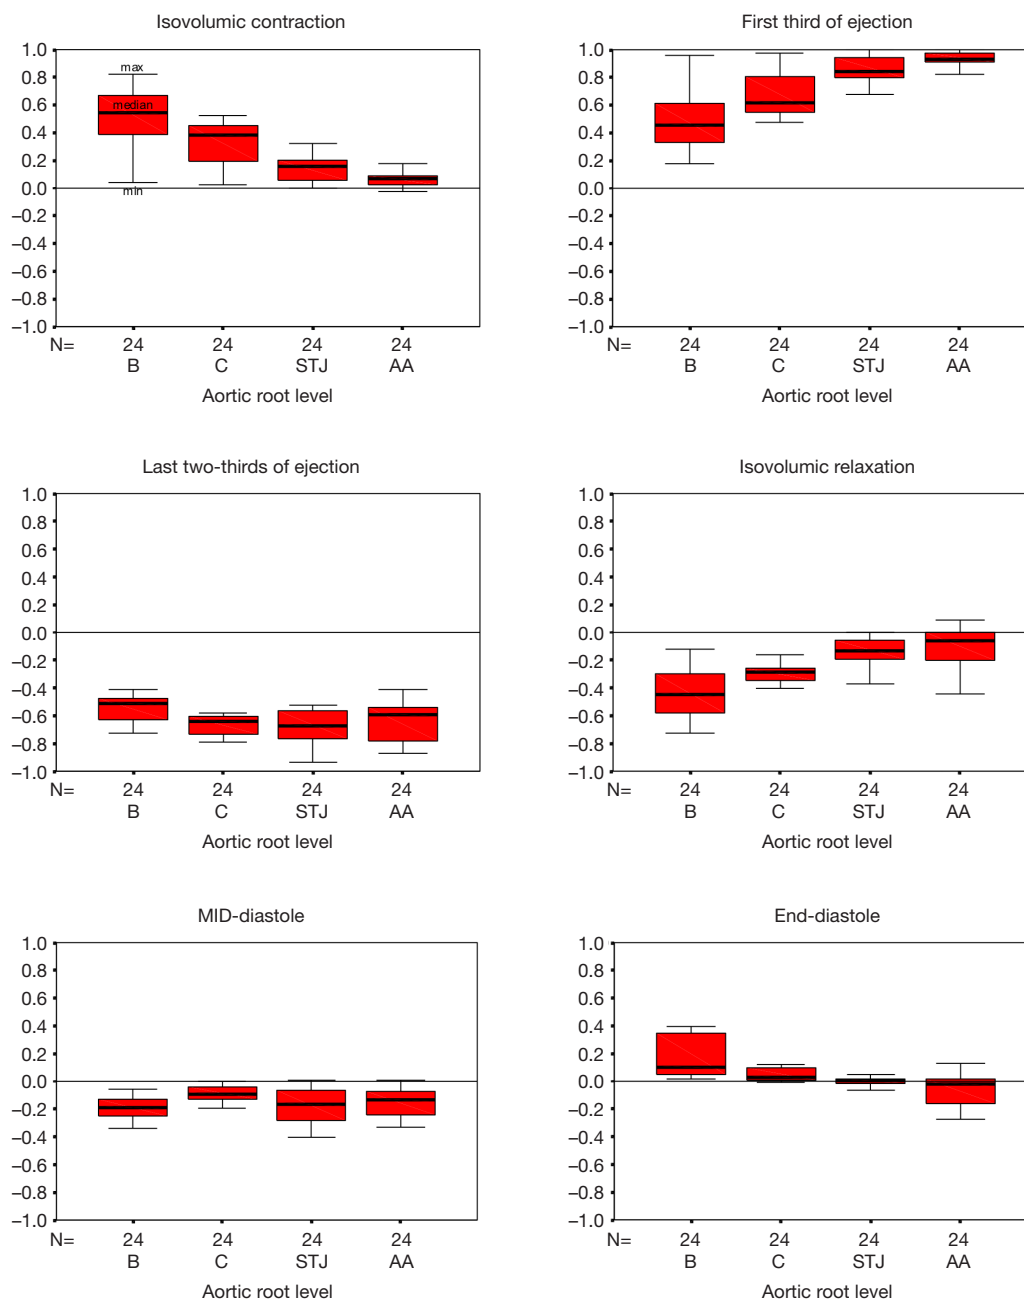 Isovolumic contraction
1.0
0.8
0.6
0.4
0.2
0.0
−0.2
−0.4
−0.6
−0.8
−1.0
max
median
min
N= 24 24 24 24
B C STJ AA
Aortic root level
First third of ejection
1.0
0.8
0.6
0.4
0.2
0.0
−0.2
−0.4
−0.6
−0.8
−1.0
N= 24 24 24 24
B C STJ AA
Aortic root level
Last two-thirds of ejection
1.0
0.8
0.6
0.4
0.2
0.0
−0.2
−0.4
−0.6
−0.8
−1.0
N= 24 24 24 24
B C STJ AA
Aortic root level
Isovolumic relaxation
1.0
0.8
0.6
0.4
0.2
0.0
−0.2
−0.4
−0.6
−0.8
−1.0
N= 24 24 24 24
B C STJ AA
Aortic root level
MID-diastole
1.0
0.8
0.6
0.4
0.2
0.0
−0.2
−0.4
−0.6
−0.8
−1.0
N= 24 24 24 24
B C STJ AA
Aortic root level
End-diastole
1.0
0.8
0.6
0.4
0.2
0.0
−0.2
−0.4
−0.6
−0.8
−1.0
N= 24 24 24 24
B C STJ AA
Aortic root level